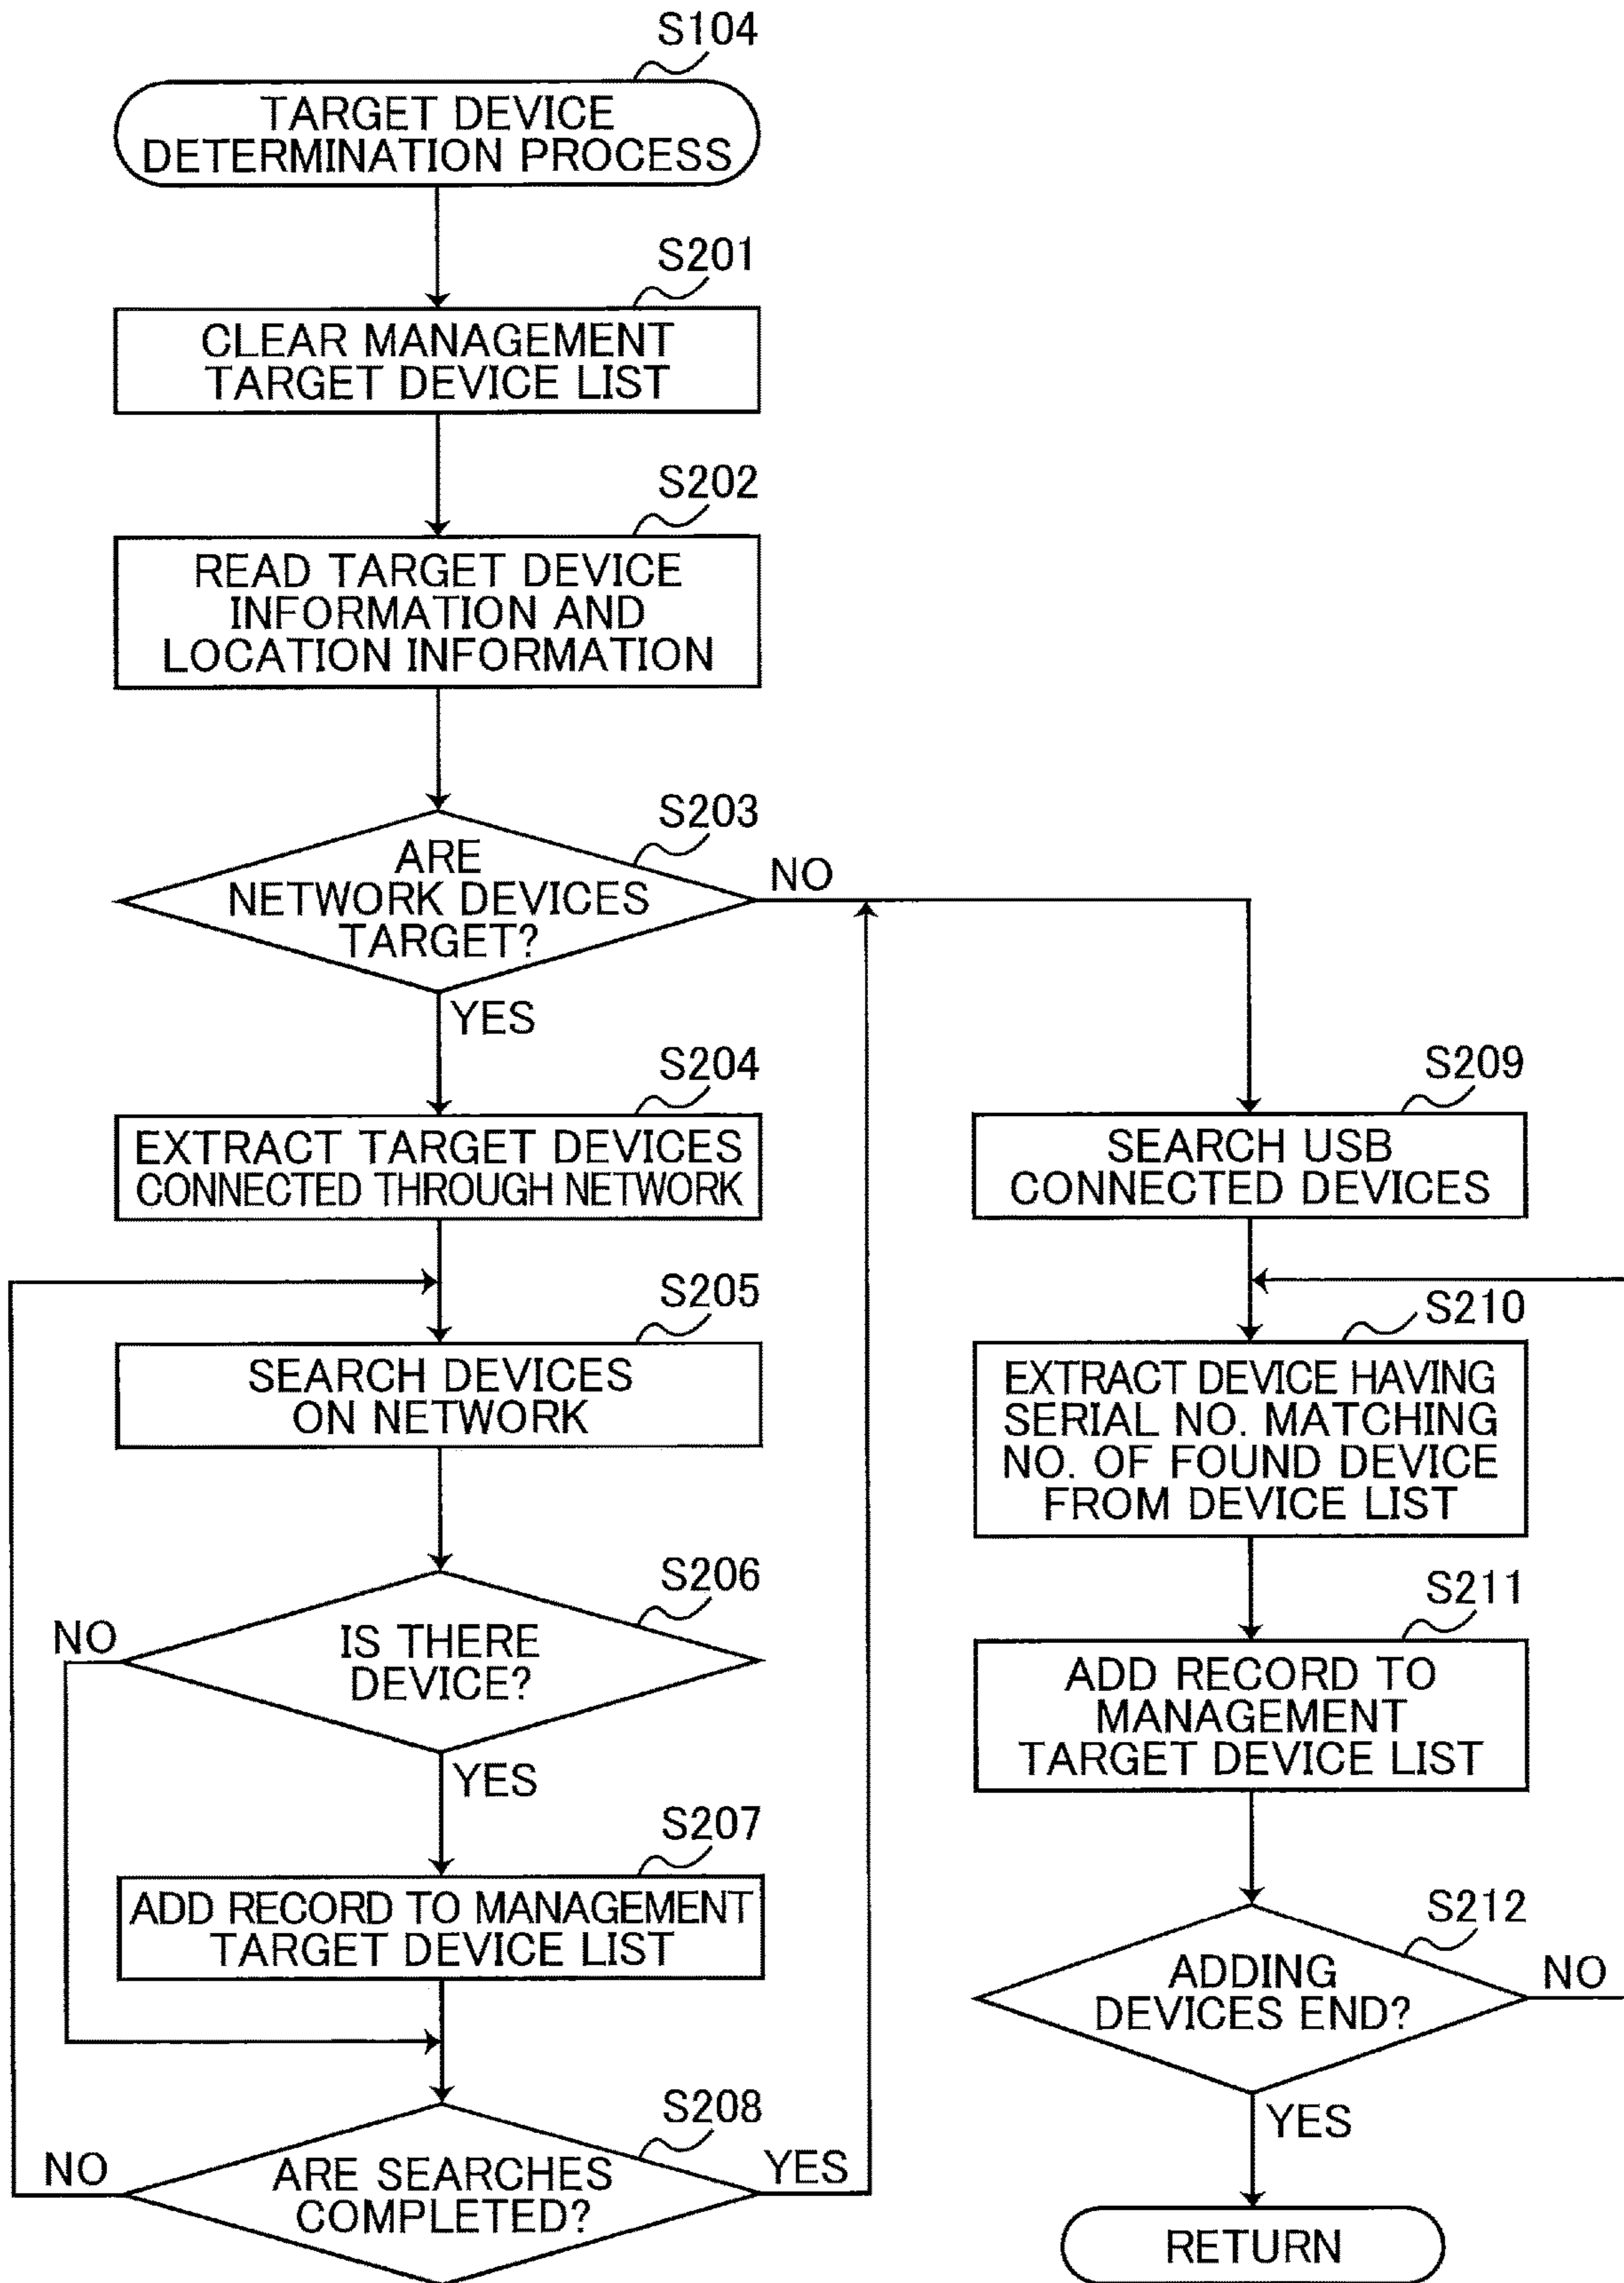 S104
TARGET DEVICE
DETERMINATION PROCESS
S201
CLEAR MANAGEMENT
TARGET DEVICE LIST
S202
READ TARGET DEVICE
INFORMATION AND
LOCATION INFORMATION
S203
ARE
NETWORK DEVICES
TARGET?
NO
YES
S204
EXTRACT TARGET DEVICES
CONNECTED THROUGH NETWORK
S205
SEARCH DEVICES
ON NETWORK
S206
IS THERE
DEVICE?
NO
YES
S207
ADD RECORD TO MANAGEMENT
TARGET DEVICE LIST
S208
ARE SEARCHES
COMPLETED?
NO
YES
S209
SEARCH USB
CONNECTED DEVICES
S210
EXTRACT DEVICE HAVING
SERIAL NO. MATCHING
NO. OF FOUND DEVICE
FROM DEVICE LIST
S211
ADD RECORD TO
MANAGEMENT
TARGET DEVICE LIST
S212
ADDING
DEVICES END?
NO
YES
RETURN